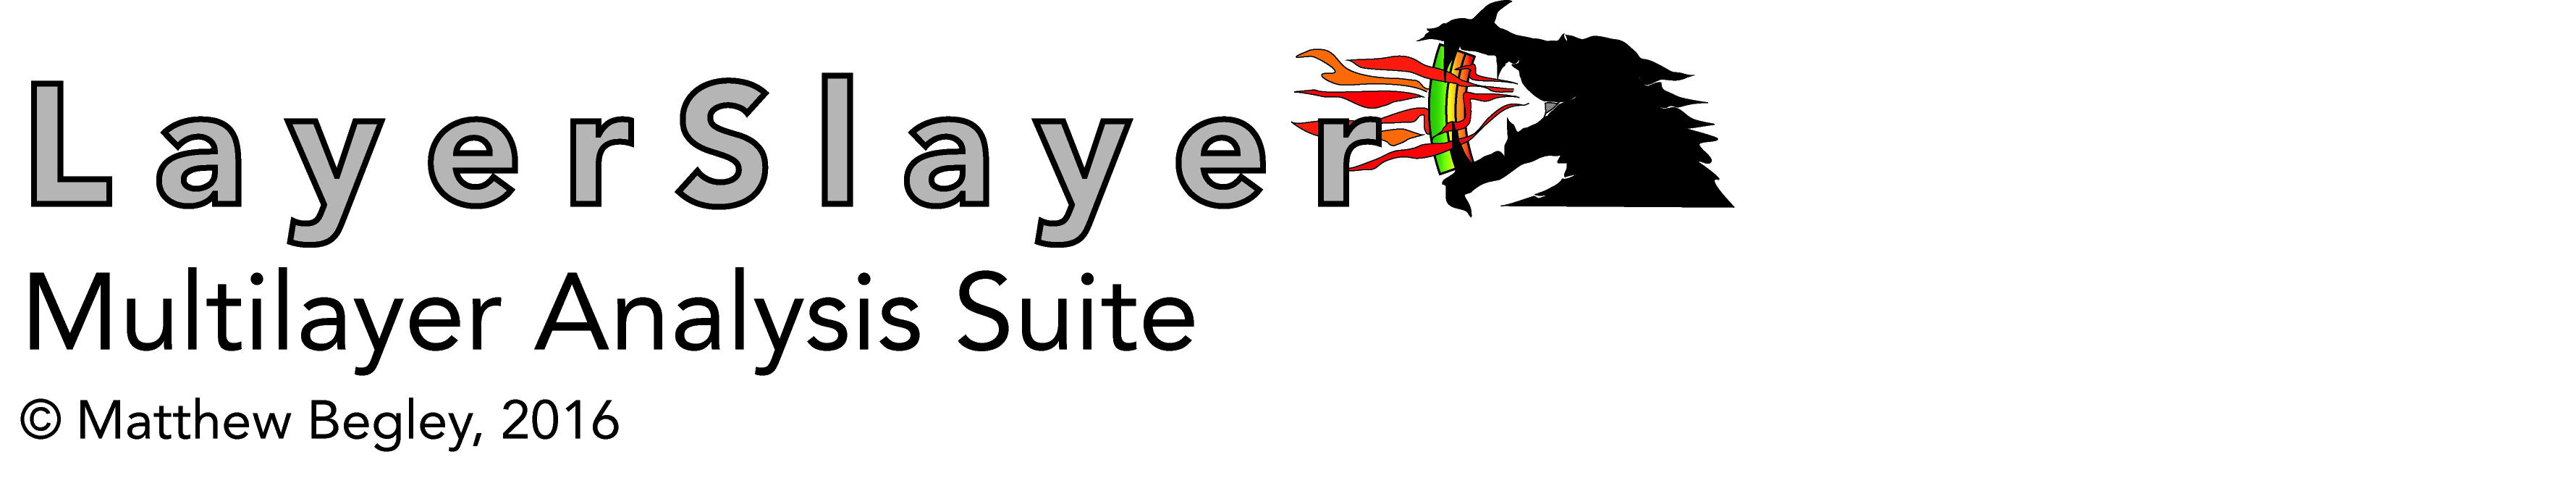 LayerSlayer
Multilayer Analysis Suite
© Matthew Begley, 2016